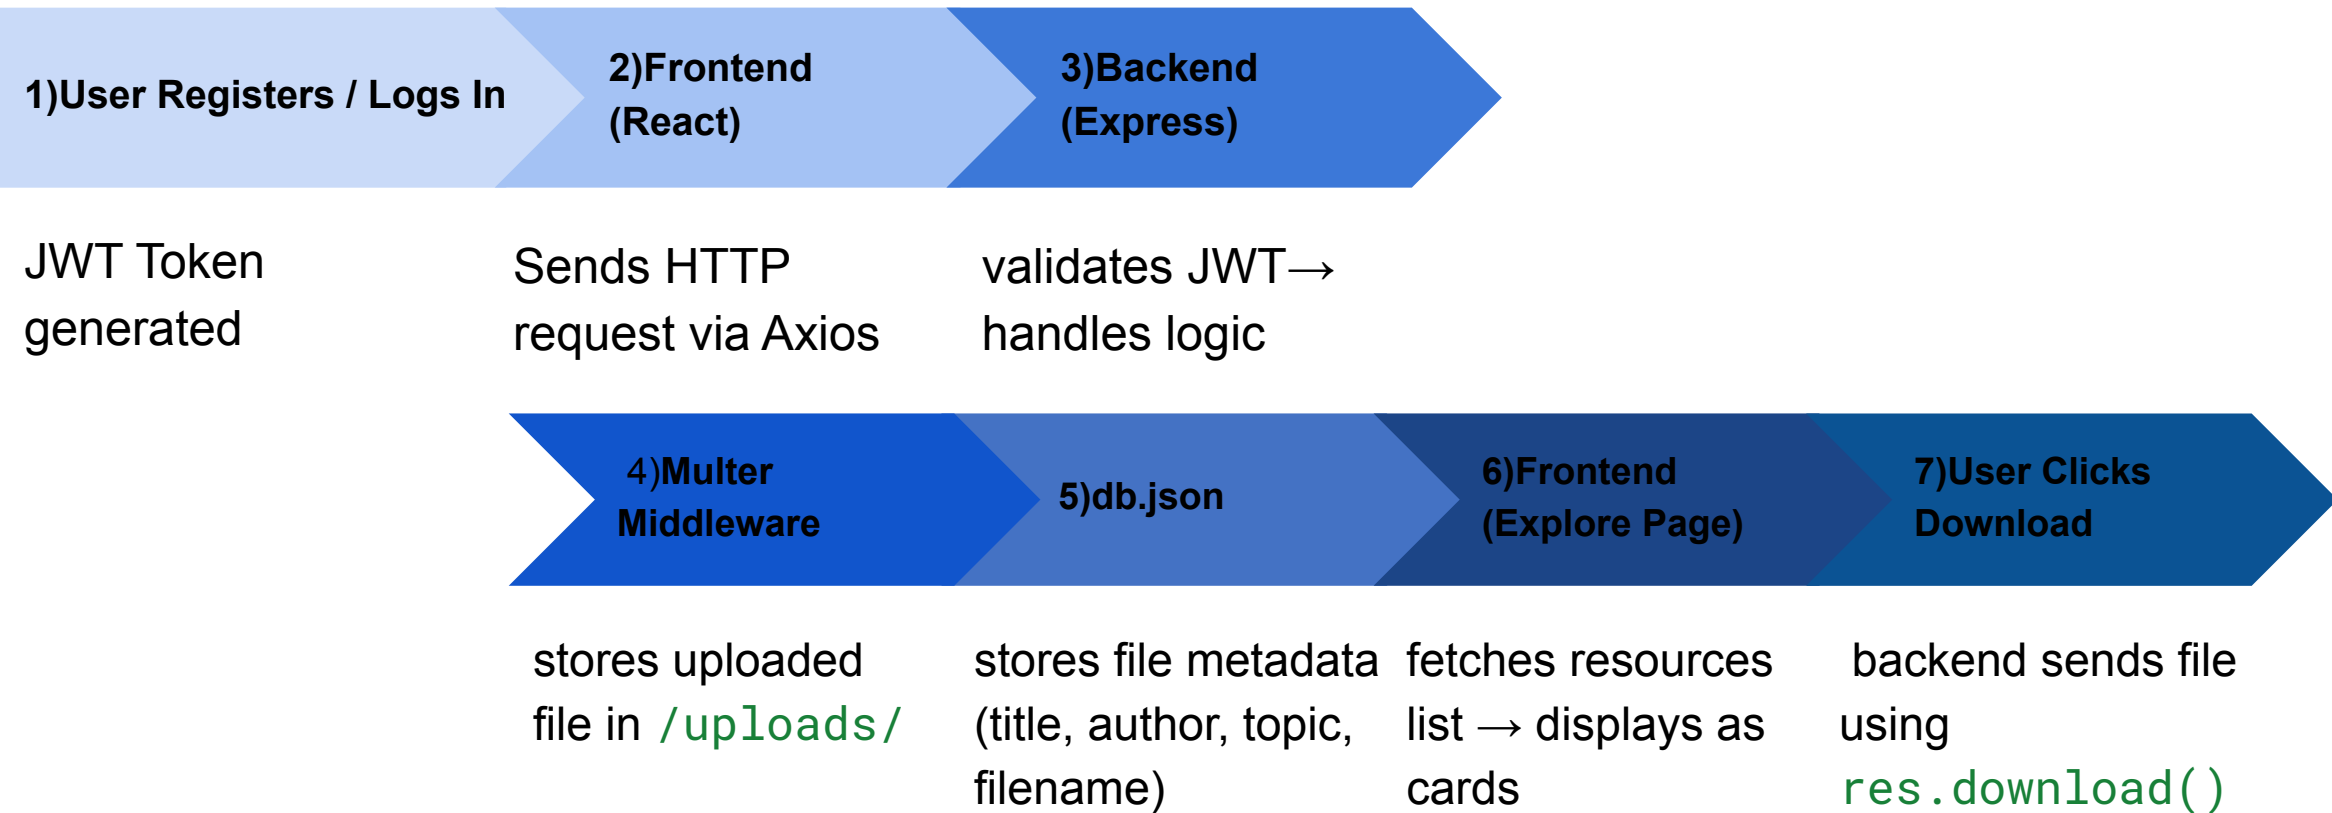 1)User Registers / Logs In
2)Frontend
(React)
3)Backend
(Express)
JWT Token
generated
Sends HTTP
request via Axios
validates JWT→
handles logic
4)Multer
Middleware
5)db.json
6)Frontend
(Explore Page)
7)User Clicks
Download
stores uploaded
file in /uploads/
stores file metadata
(title, author, topic,
filename)
fetches resources
list → displays as
cards
backend sends file
using
res.download()